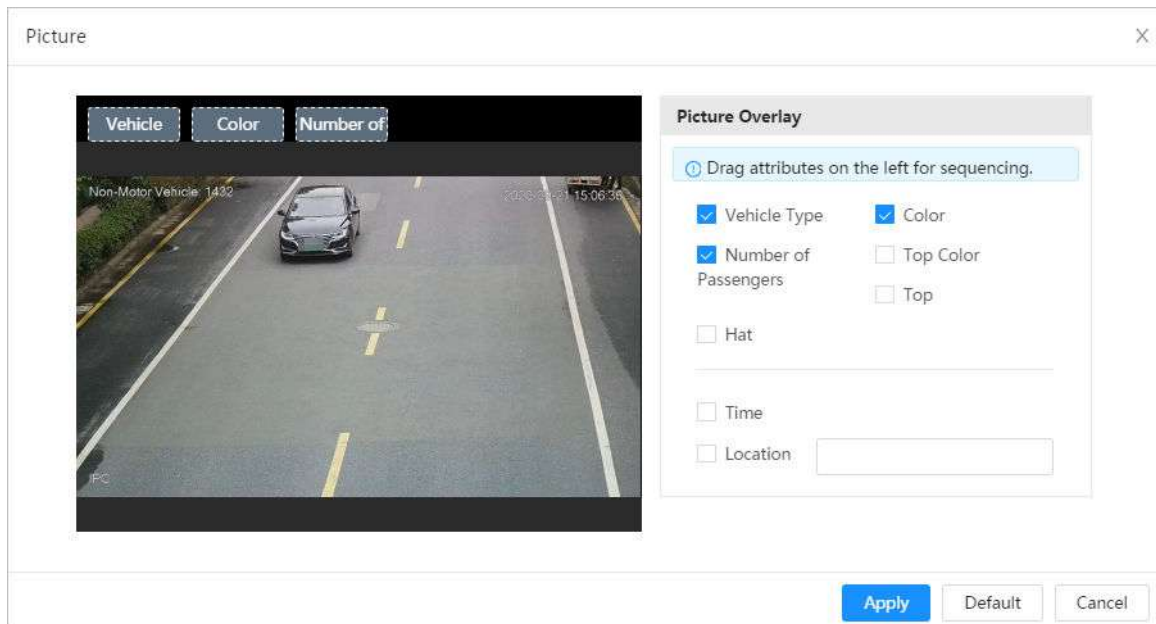 Picture
Vehicle Color Number of
Non-Motor Vehicle: 1432
15:06:36
IPC
Picture Overlay
Drag attributes on the left for sequencing.
Vehicle Type Color
Number of Passengers Top Color
Top
Hat
Time
Location
Apply Default Cancel